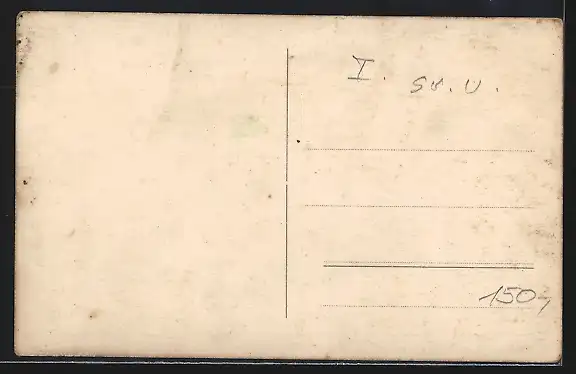 I.
sv. U.
150,